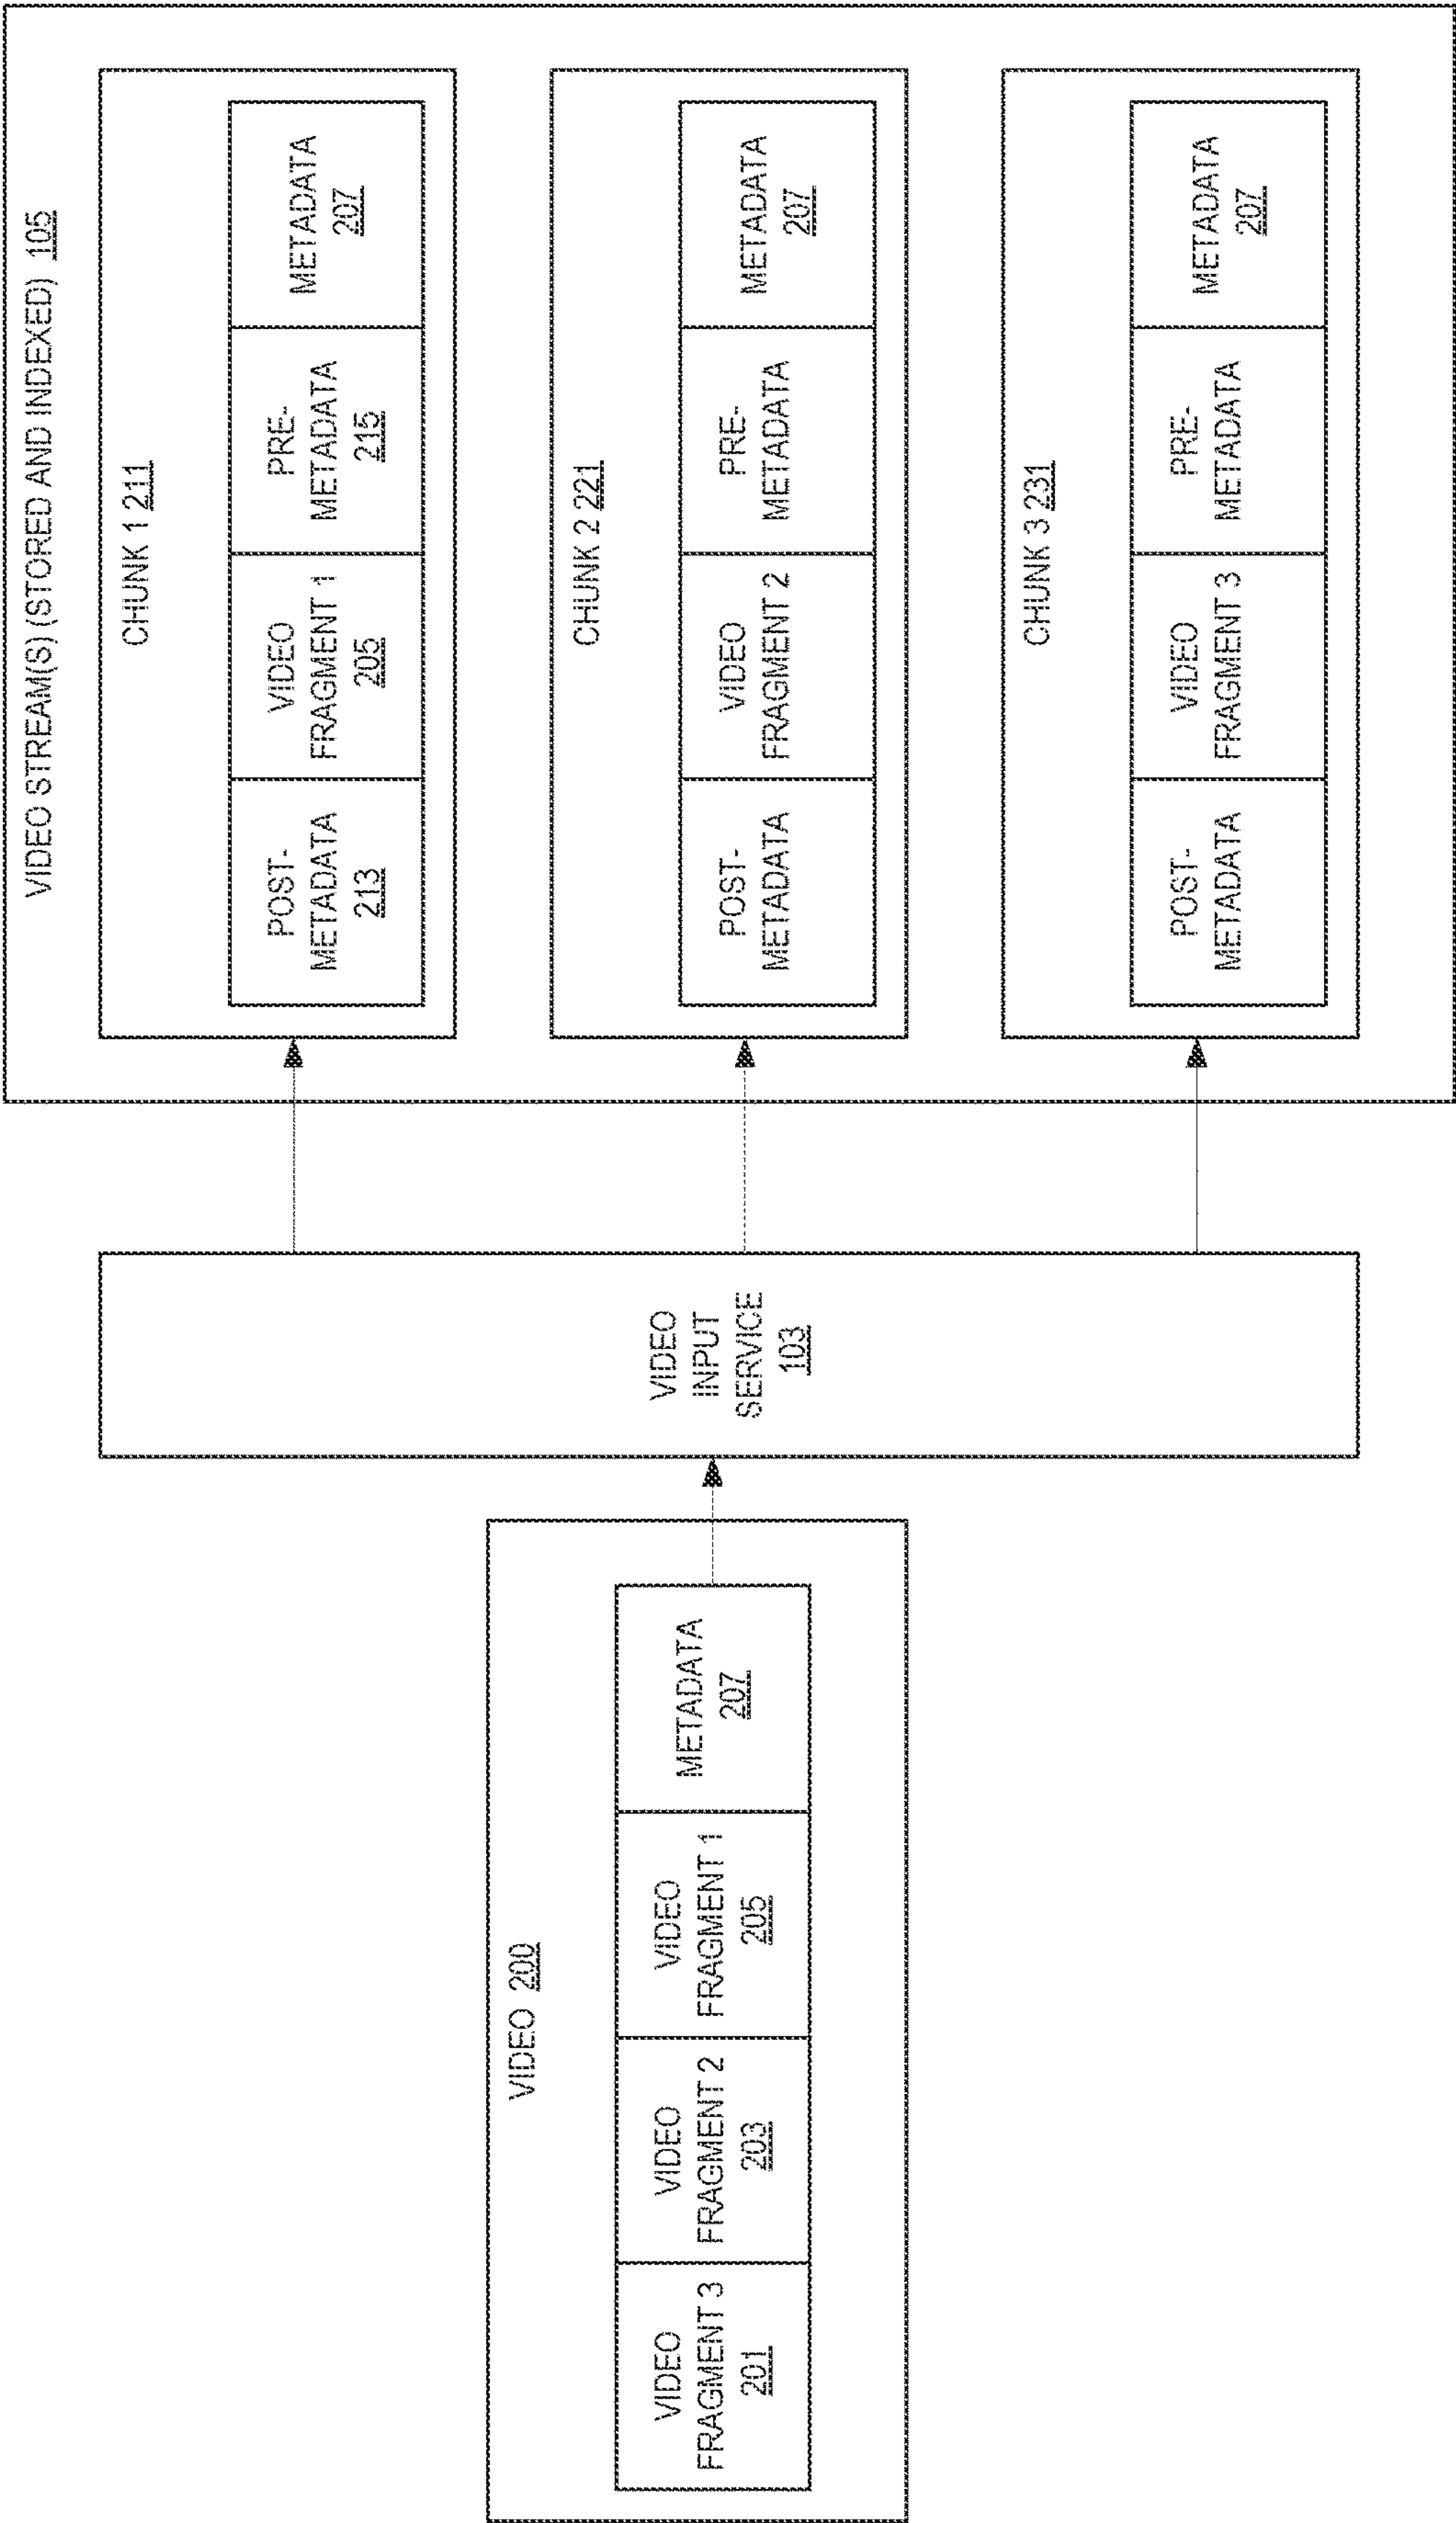 VIDEO 200
VIDEO
FRAGMENT 3
201
VIDEO
FRAGMENT 2
203
VIDEO
FRAGMENT 1
205
METADATA
207
VIDEO
INPUT
SERVICE
103
VIDEO STREAM(S) (STORED AND INDEXED) 105
CHUNK 1 211
POST-
METADATA
213
VIDEO
FRAGMENT 1
205
PRE-
METADATA
215
METADATA
207
CHUNK 2 221
POST-
METADATA
VIDEO
FRAGMENT 2
PRE-
METADATA
METADATA
207
CHUNK 3 231
POST-
METADATA
VIDEO
FRAGMENT 3
PRE-
METADATA
METADATA
207